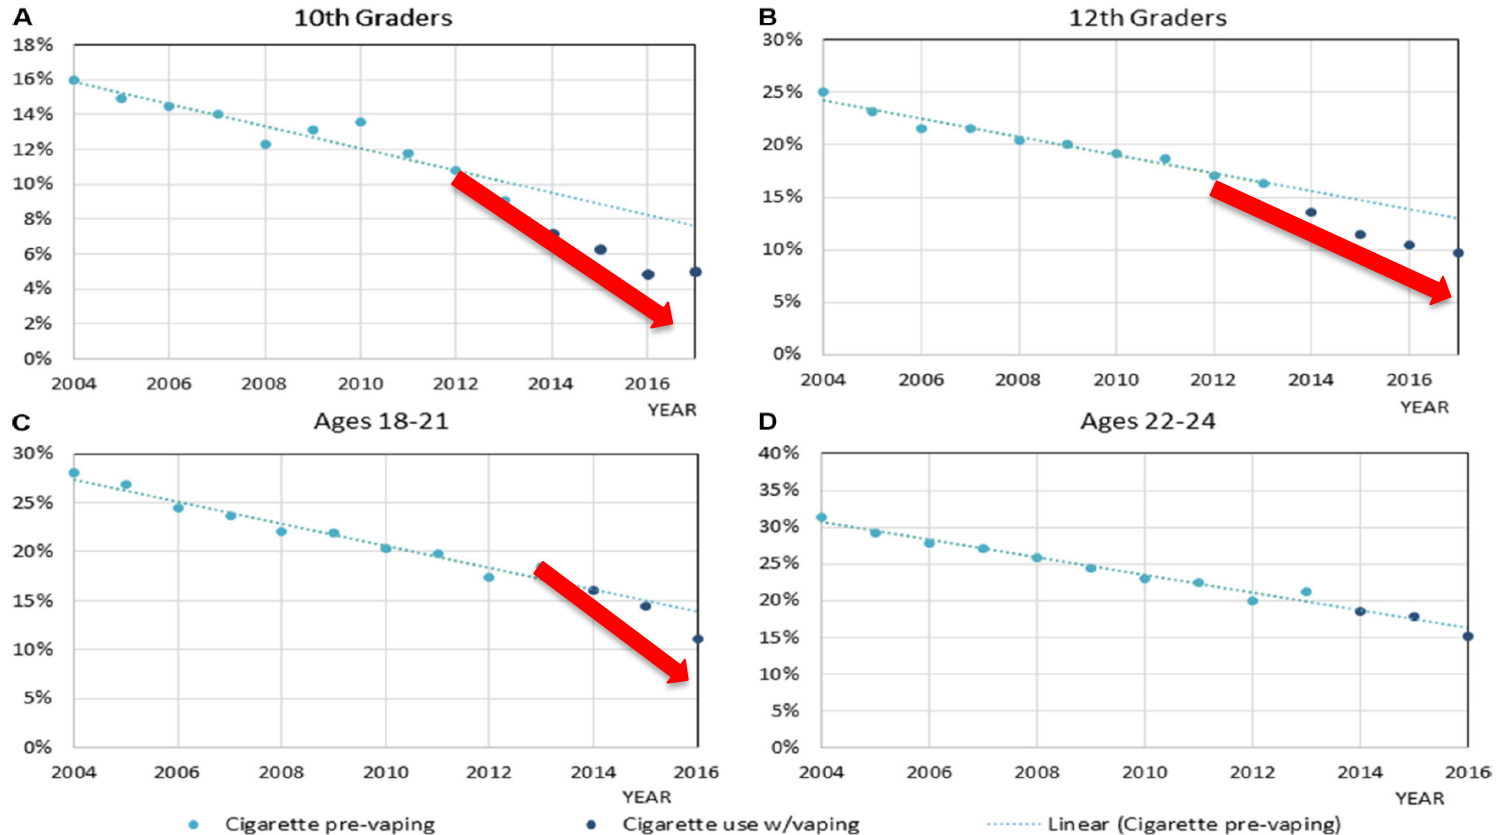 A
10th Graders
18%
16%
14%
12%
10%
8%
6%
4%
2%
0%
2004 2006 2008 2010 2012 2014 2016
YEAR
B
12th Graders
30%
25%
20%
15%
10%
5%
0%
2004 2006 2008 2010 2012 2014 2016
YEAR
C
Ages 18-21
30%
25%
20%
15%
10%
5%
0%
2004 2006 2008 2010 2012 2014 2016
YEAR
D
Ages 22-24
40%
35%
30%
25%
20%
15%
10%
5%
0%
2004 2006 2008 2010 2012 2014 2016
YEAR
Cigarette pre-vaping Cigarette use w/vaping Linear (Cigarette pre-vaping)